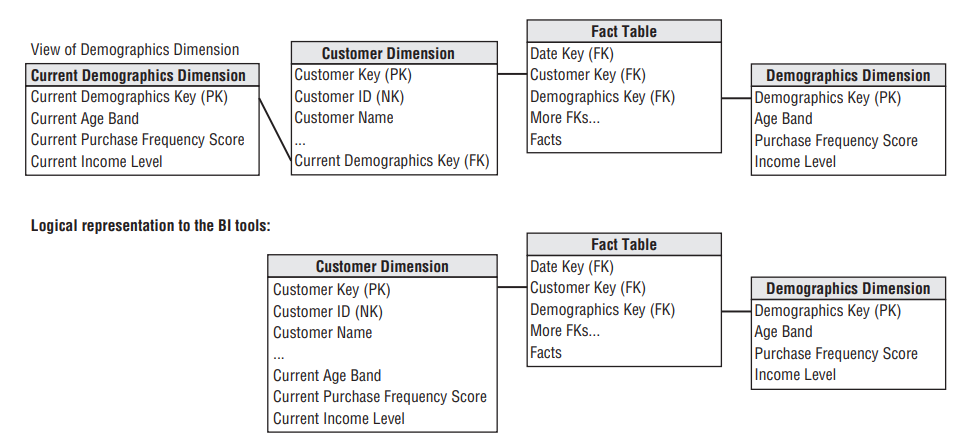 View of Demographics Dimension
Current Demographics Dimension
Current Demographics Key (PK)
Current Age Band
Current Purchase Frequency Score
Current Income Level
Customer Dimension
Customer Key (PK)
Customer ID (NK)
Customer Name
...
Current Demographics Key (FK)
Fact Table
Date Key (FK)
Customer Key (FK)
Demographics Key (FK)
More FKs...
Facts
Demographics Dimension
Demographics Key (PK)
Age Band
Purchase Frequency Score
Income Level
Logical representation to the BI tools:
Customer Dimension
Customer Key (PK)
Customer ID (NK)
Customer Name
...
Current Age Band
Current Purchase Frequency Score
Current Income Level
Fact Table
Date Key (FK)
Customer Key (FK)
Demographics Key (FK)
More FKs...
Facts
Demographics Dimension
Demographics Key (PK)
Age Band
Purchase Frequency Score
Income Level